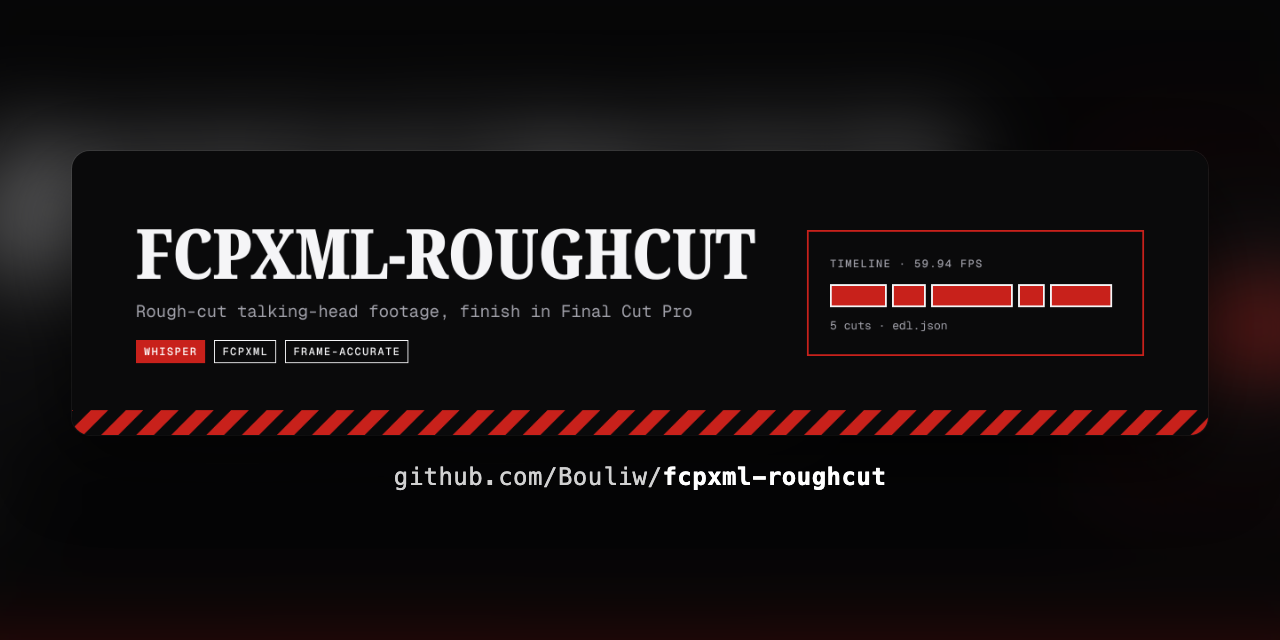 FCPXML-ROUGHCUT
Rough-cut talking-head footage, finish in Final Cut Pro
WHISPER FCPXML FRAME-ACCURATE
TIMELINE · 59.94 FPS
5 cuts · edl.json
github.com/Bouliw/fcpxml-roughcut